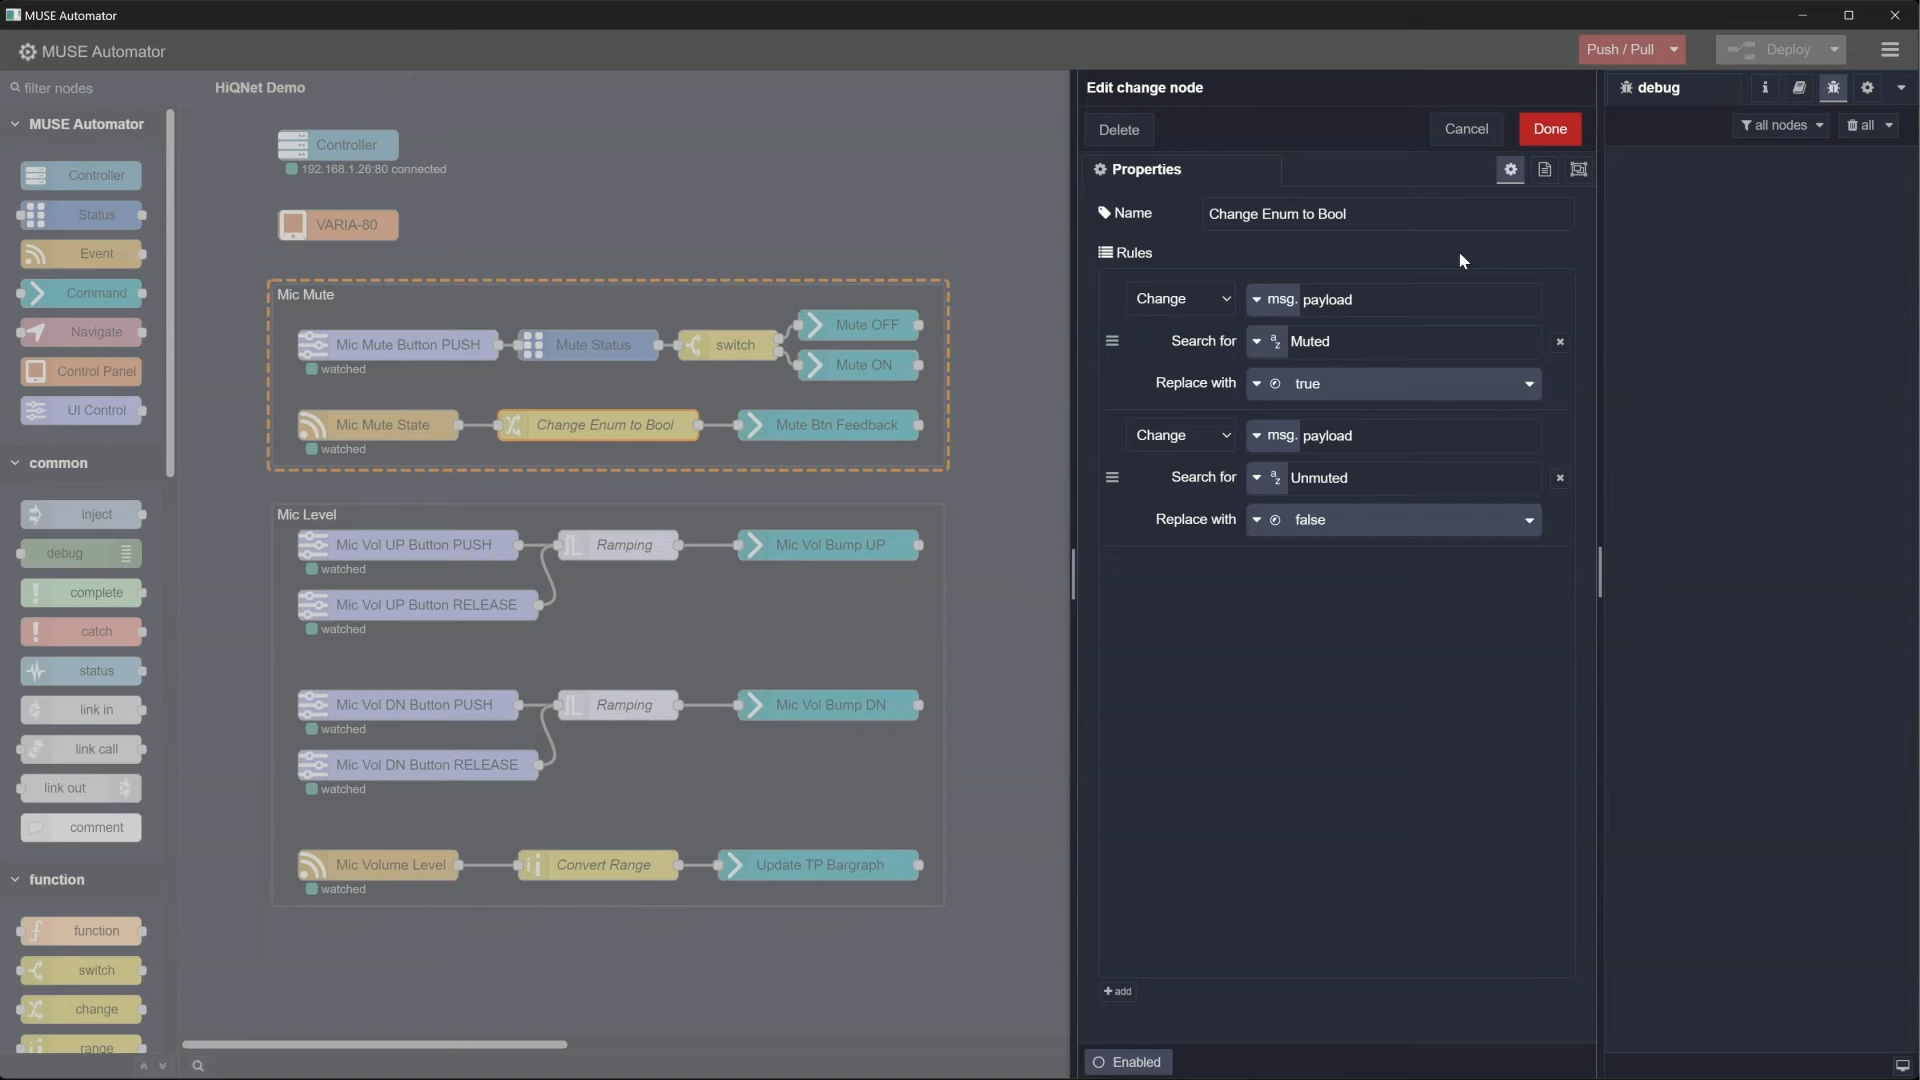 MUSE Automator
MUSE Automator
Push / Pull
Deploy
filter nodes
HiQNet Demo
MUSE Automator
Controller
Status
Event
Command
Navigate
Control Panel
UI Control
common
inject
debug
complete
catch
status
link in
link call
link out
comment
function
function
switch
change
range
Controller
192.168.1.26:80 connected
VARIA-80
Mic Mute
Mic Mute Button PUSH
watched
Mute Status
switch
Mute OFF
Mute ON
Mic Mute State
watched
Change Enum to Bool
Mute Btn Feedback
Mic Level
Mic Vol UP Button PUSH
watched
Ramping
Mic Vol Bump UP
Mic Vol UP Button RELEASE
watched
Mic Vol DN Button PUSH
watched
Ramping
Mic Vol Bump DN
Mic Vol DN Button RELEASE
watched
Mic Volume Level
watched
Convert Range
Update TP Bargraph
Edit change node
Delete
Cancel
Done
Properties
Name
Change Enum to Bool
Rules
Change
msg. payload
Search for
az Muted
Replace with
true
Change
msg. payload
Search for
az Unmuted
Replace with
false
add
Enabled
debug
i
all nodes
all